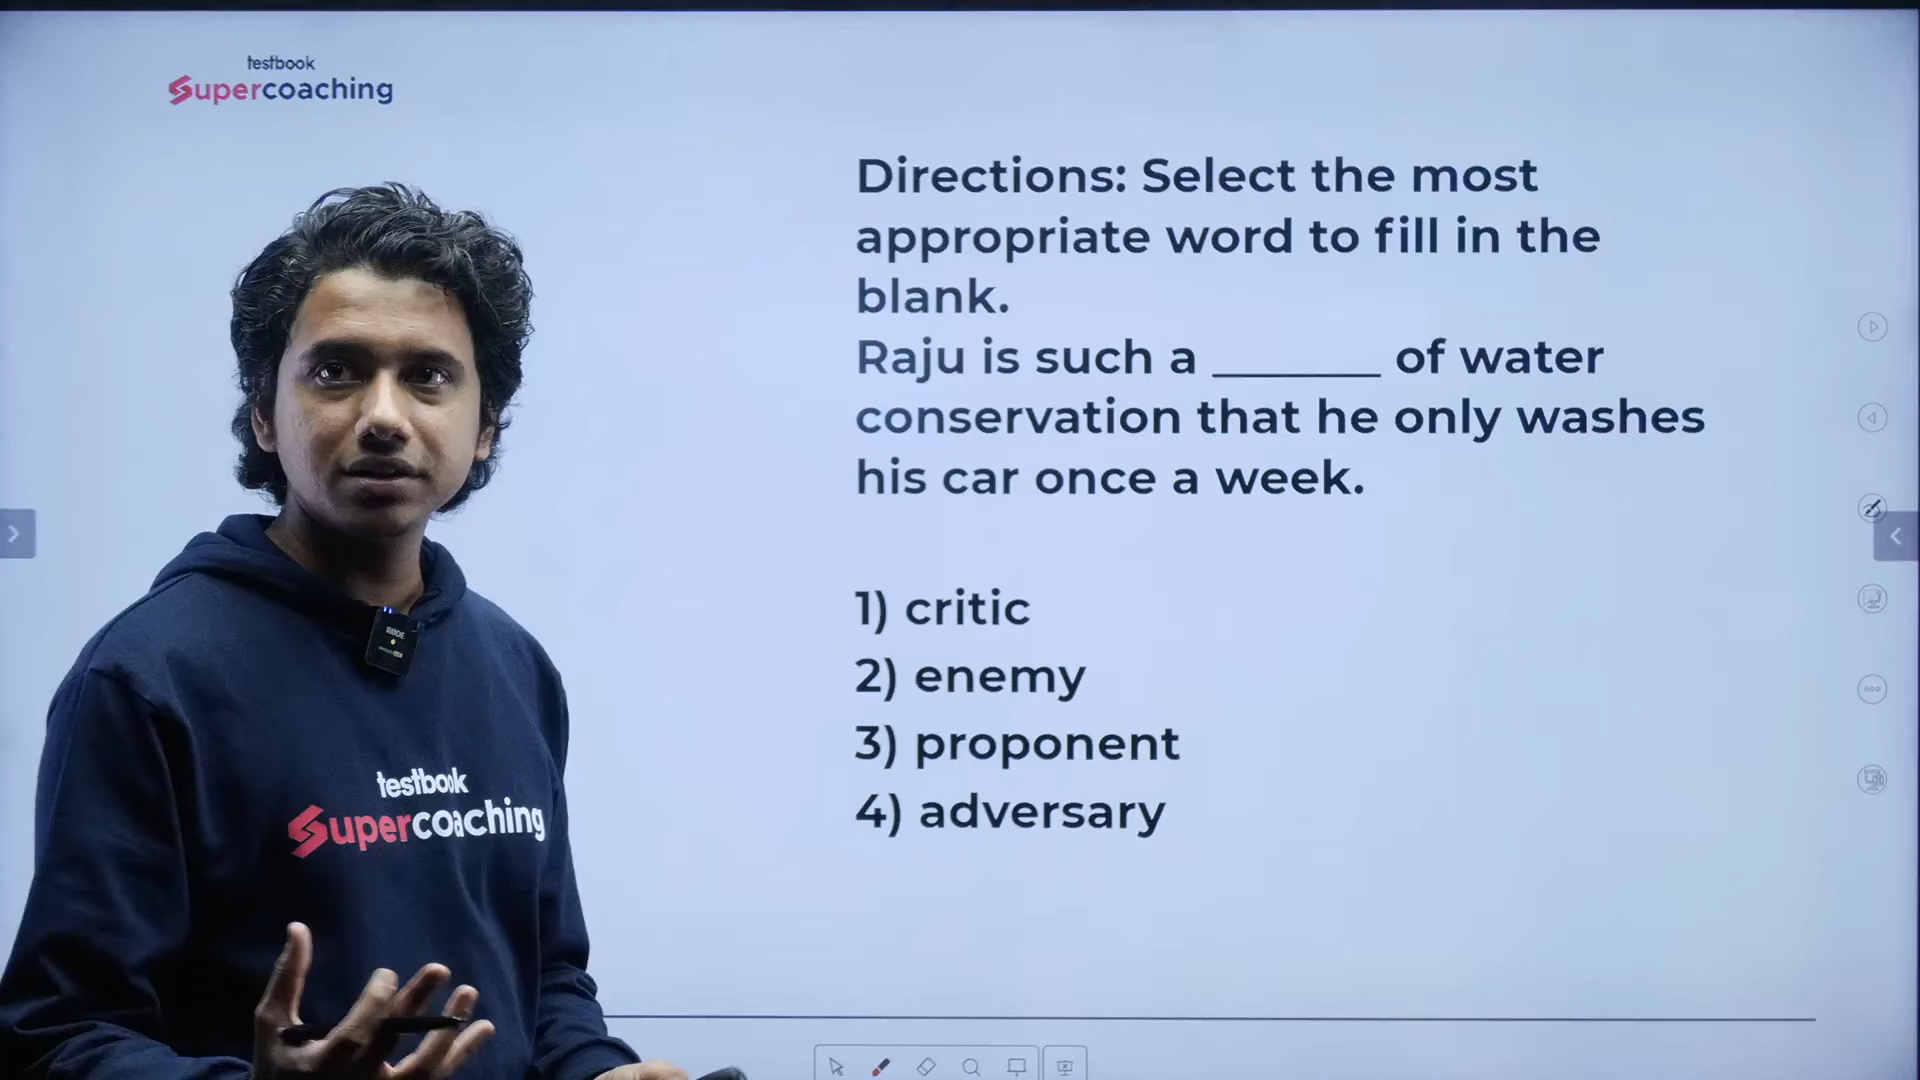 testbook
Supercoaching
Directions: Select the most
appropriate word to fill in the
blank.
Raju is such a _______ of water
conservation that he only washes
his car once a week.
1) critic
2) enemy
3) proponent
4) adversary
RØDE
testbook
Supercoaching